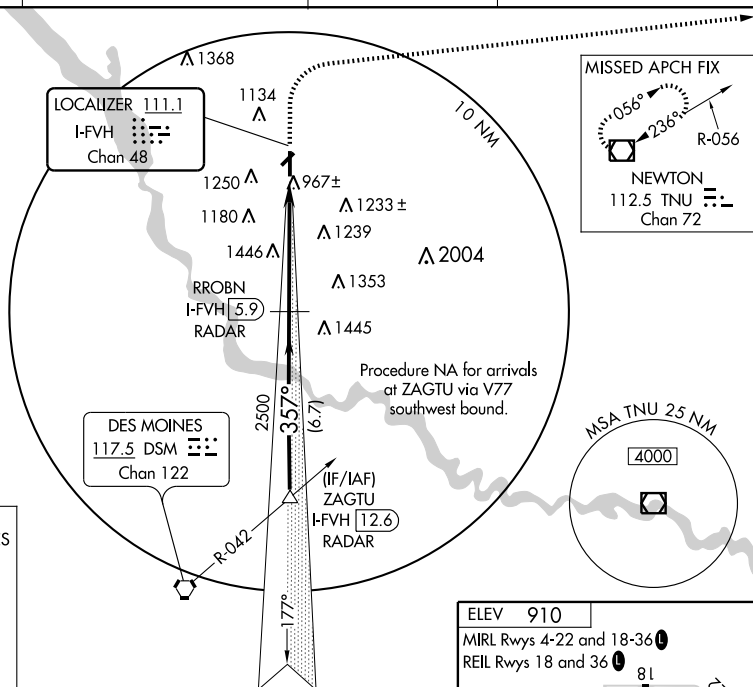 1368
1134
10 NM
LOCALIZER 111.1
I-FVH
Chan 48
MISSED APCH FIX
056°
236°
R-056
NEWTON
112.5 TNU
Chan 72
1250
967±
1180
1233±
1239
1446
2004
1353
RROBN
I-FVH 5.9
RADAR
1445
Procedure NA for arrivals
at ZAGTU via V77
southwest bound.
2500
357°
(6.7)
DES MOINES
117.5 DSM
Chan 122
MSA TNU 25 NM
4000
(IF/IAF)
ZAGTU
I-FVH 12.6
RADAR
R-042
177°
S
ELEV 910
MIRL Rwys 4-22 and 18-36 L
REIL Rwys 18 and 36 L
18